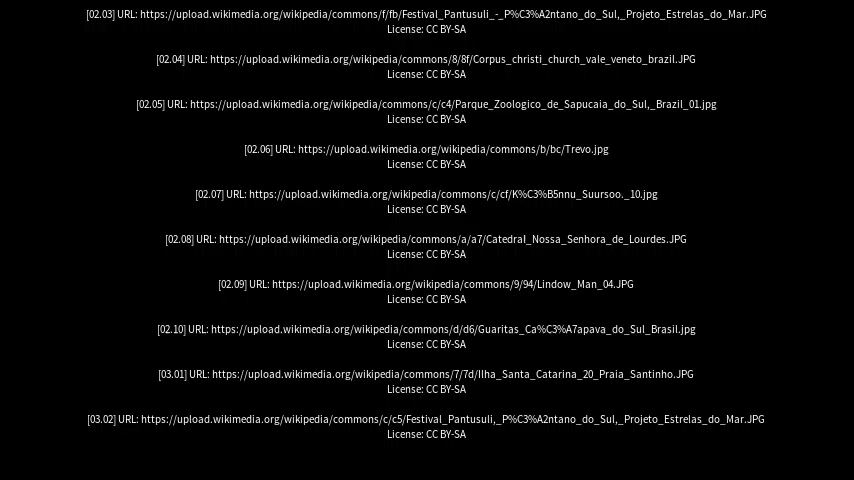 [02.03] URL: https://upload.wikimedia.org/wikipedia/commons/f/fb/Festival_Pantusuli_-_P%C3%A2ntano_do_Sul,_Projeto_Estrelas_do_Mar.JPG
License: CC BY-SA
[02.04] URL: https://upload.wikimedia.org/wikipedia/commons/8/8f/Corpus_christi_church_vale_veneto_brazil.JPG
License: CC BY-SA
[02.05] URL: https://upload.wikimedia.org/wikipedia/commons/c/c4/Parque_Zoologico_de_Sapucaia_do_Sul,_Brazil_01.jpg
License: CC BY-SA
[02.06] URL: https://upload.wikimedia.org/wikipedia/commons/b/bc/Trevo.jpg
License: CC BY-SA
[02.07] URL: https://upload.wikimedia.org/wikipedia/commons/c/cf/K%C3%B5nnu_Suursoo._10.jpg
License: CC BY-SA
[02.08] URL: https://upload.wikimedia.org/wikipedia/commons/a/a7/Catedral_Nossa_Senhora_de_Lourdes.JPG
License: CC BY-SA
[02.09] URL: https://upload.wikimedia.org/wikipedia/commons/9/94/Lindow_Man_04.JPG
License: CC BY-SA
[02.10] URL: https://upload.wikimedia.org/wikipedia/commons/d/d6/Guaritas_Ca%C3%A7apava_do_Sul_Brasil.jpg
License: CC BY-SA
[03.01] URL: https://upload.wikimedia.org/wikipedia/commons/7/7d/Ilha_Santa_Catarina_20_Praia_Santinho.JPG
License: CC BY-SA
[03.02] URL: https://upload.wikimedia.org/wikipedia/commons/c/c5/Festival_Pantusuli,_P%C3%A2ntano_do_Sul,_Projeto_Estrelas_do_Mar.JPG
License: CC BY-SA